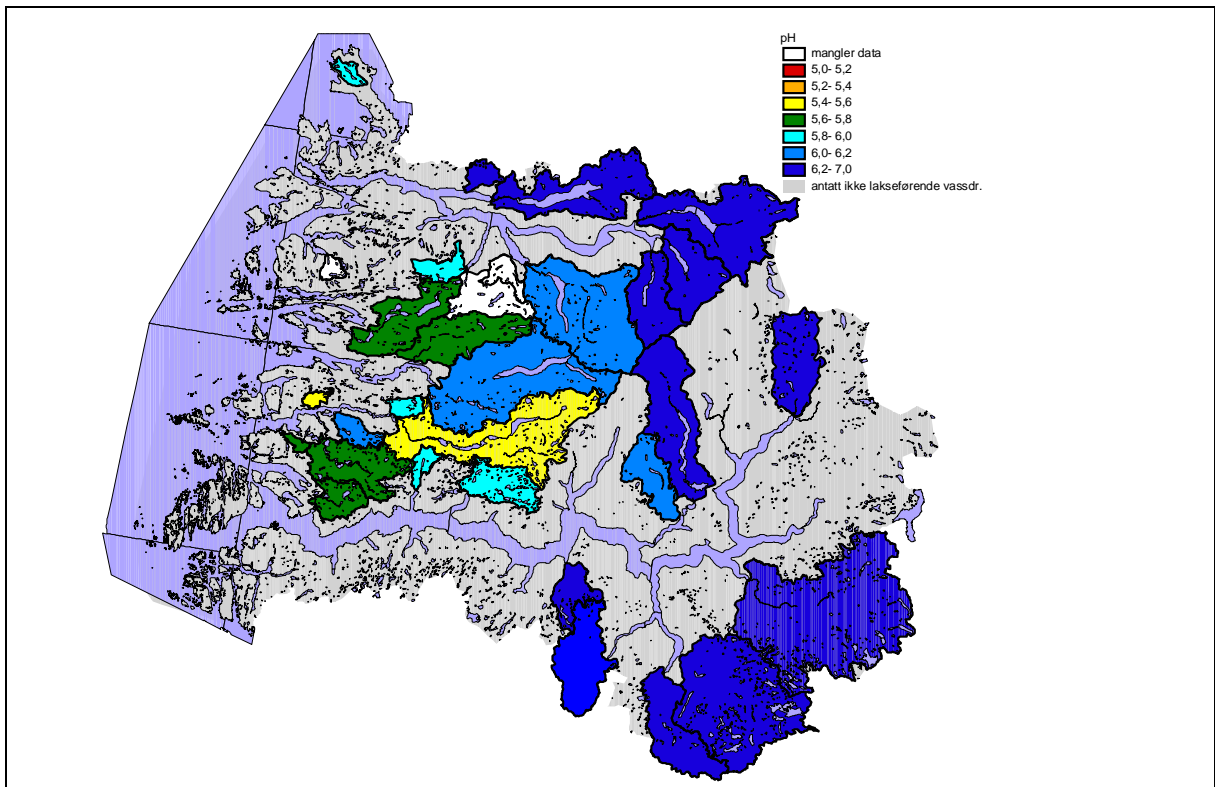 pH
mangler data
5,0- 5,2
5,2- 5,4
5,4- 5,6
5,6- 5,8
5,8- 6,0
6,0- 6,2
6,2- 7,0
antatt ikke lakseførende vassdr.